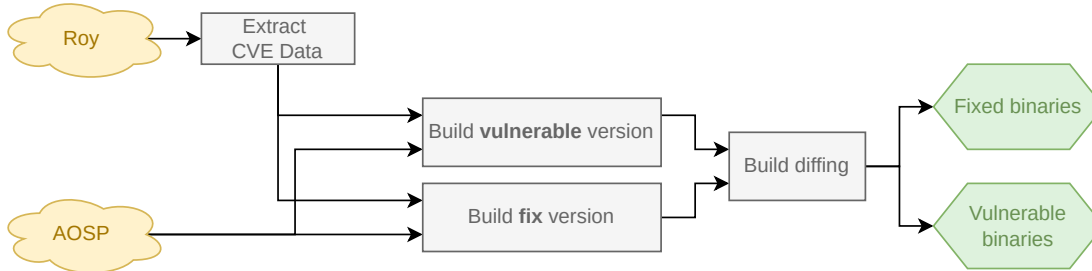 Roy
Extract
CVE Data
Build vulnerable version
Build fix version
AOSP
Build diffing
Fixed binaries
Vulnerable
binaries